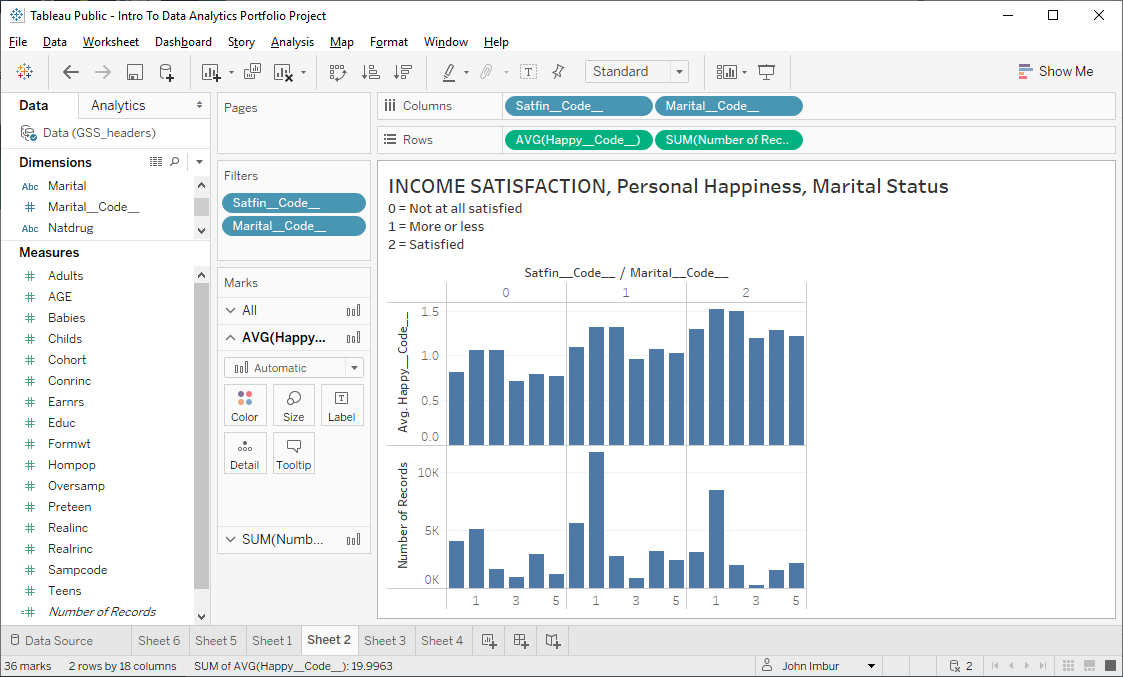 Tableau Public - Intro To Data Analytics Portfolio Project
File Data Worksheet Dashboard Story Analysis Map Format Window Help
Standard Show Me
Data Analytics
Data (GSS_headers)
Dimensions
Abc Marital
# Marital__Code__
Abc Natdrug
Measures
# Adults
# AGE
# Babies
# Childs
# Cohort
# Conrinc
# Earnrs
# Educ
# Formwt
# Hompop
# Oversamp
# Preteen
# Realinc
# Realrinc
# Sampcode
# Teens
=# Number of Records
Pages
Filters
Satfin__Code__
Marital__Code__
Marks
All
AVG(Happy...
Automatic
Color Size T Label
Detail Tooltip
SUM(Numb...
Columns Satfin__Code__ Marital__Code__
Rows AVG(Happy__Code__) SUM(Number of Rec..
INCOME SATISFACTION, Personal Happiness, Marital Status
0 = Not at all satisfied
1 = More or less
2 = Satisfied
Satfin__Code__ / Marital__Code__
0 1 2
Avg. Happy__Code__
1.5
1.0
0.5
0.0
Number of Records
10K
5K
0K
1 3 5 1 3 5 1 3 5
Data Source Sheet 6 Sheet 5 Sheet 1 Sheet 2 Sheet 3 Sheet 4
36 marks 2 rows by 18 columns SUM of AVG(Happy__Code__): 19.9963 John Imbur 2